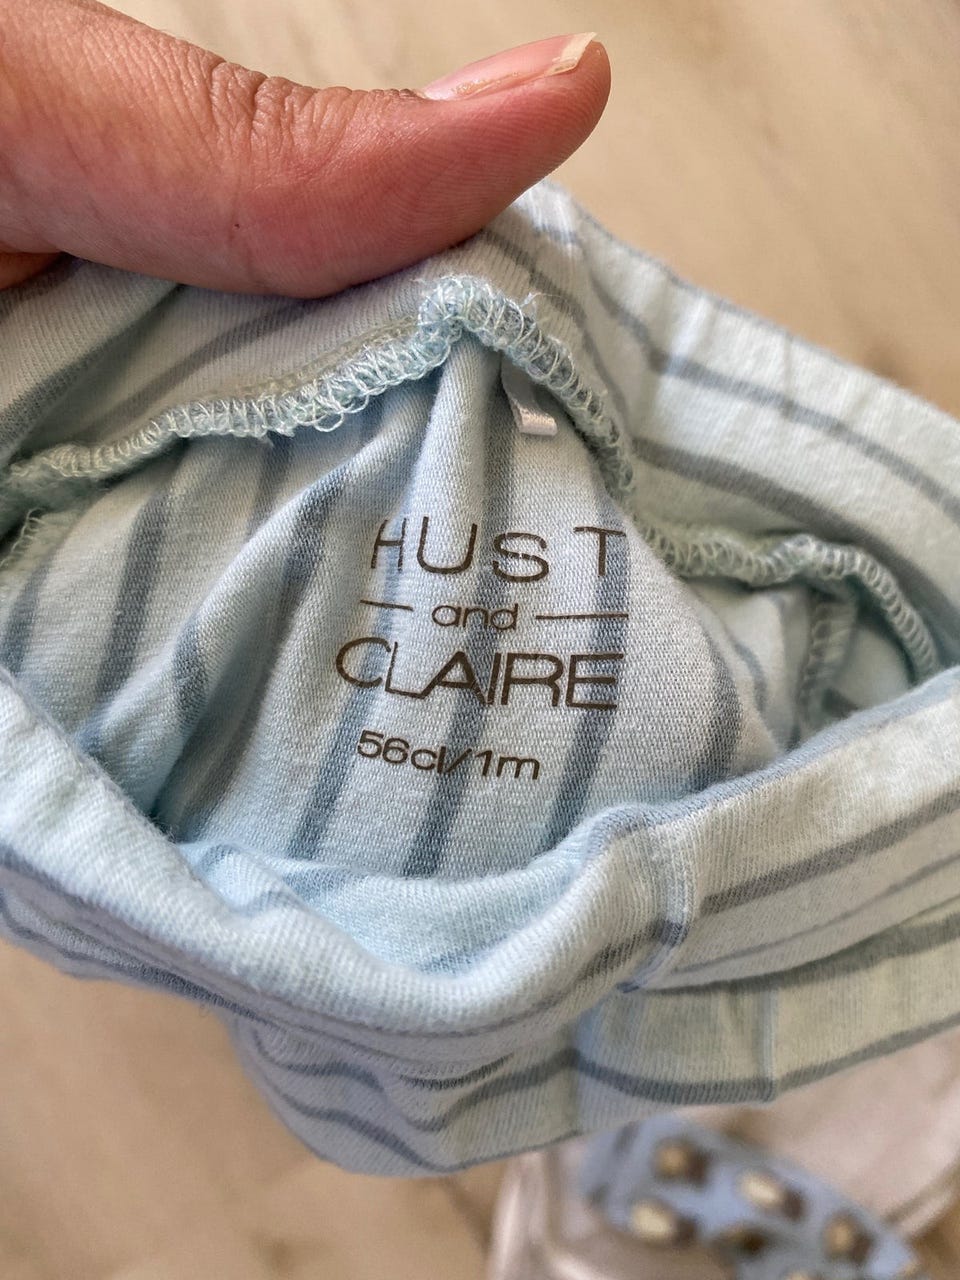 HUST
and
CLAIRE
56cl/1m